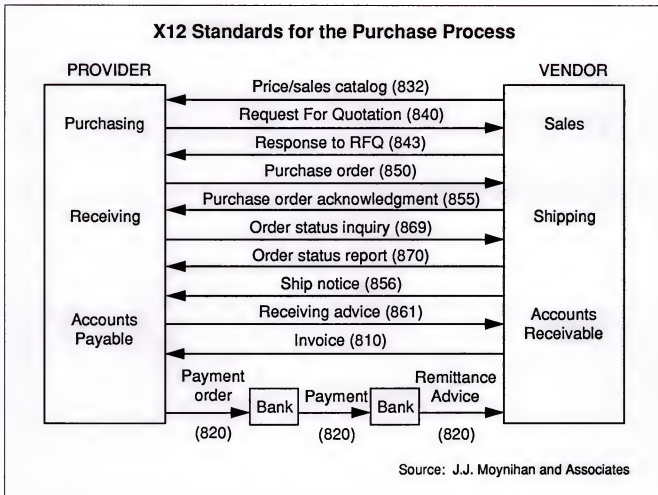 X12 Standards for the Purchase Process
PROVIDER
VENDOR
Price/sales catalog (832)
Purchasing
Request For Quotation (840)
Sales
Response to RFQ (843)
Purchase order (850)
Purchase order acknowledgment (855)
Receiving
Shipping
Order status inquiry (869)
Order status report (870)
Ship notice (856)
Receiving advice (861)
Accounts
Payable
Accounts
Receivable
Invoice (810)
Payment
order
Bank
Payment
Bank
Remittance
Advice
(820)
(820)
(820)
Source: J.J. Moynihan and Associates